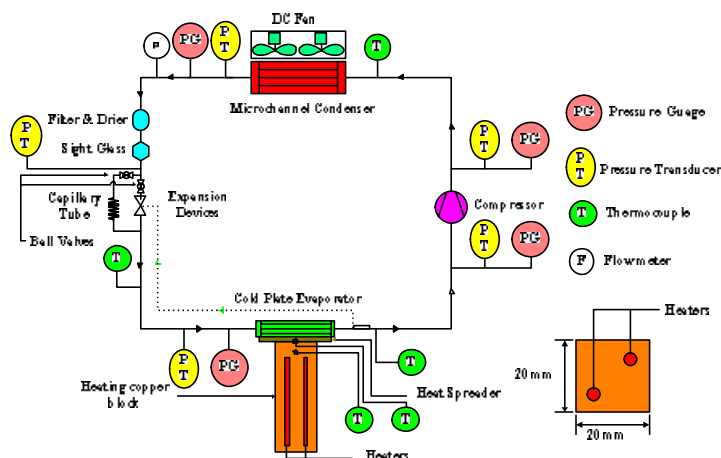 DC Fan
F
PG
P
T
T
Microchannel Condenser
P
T
Filter & Drier
Sight Glass
Capillary
Tube
Expansion
Devices
Ball Valves
T
Compressor
P
T
PG
P
T
PG
PG
Pressure Guage
P
T
Pressure Transducer
T
Thermocouple
F
Flowmeter
Cold Plate Evaporator
P
T
PG
T
Heating copper
block
Heat Spreader
T
T
Heaters
Heaters
20 mm
20 mm